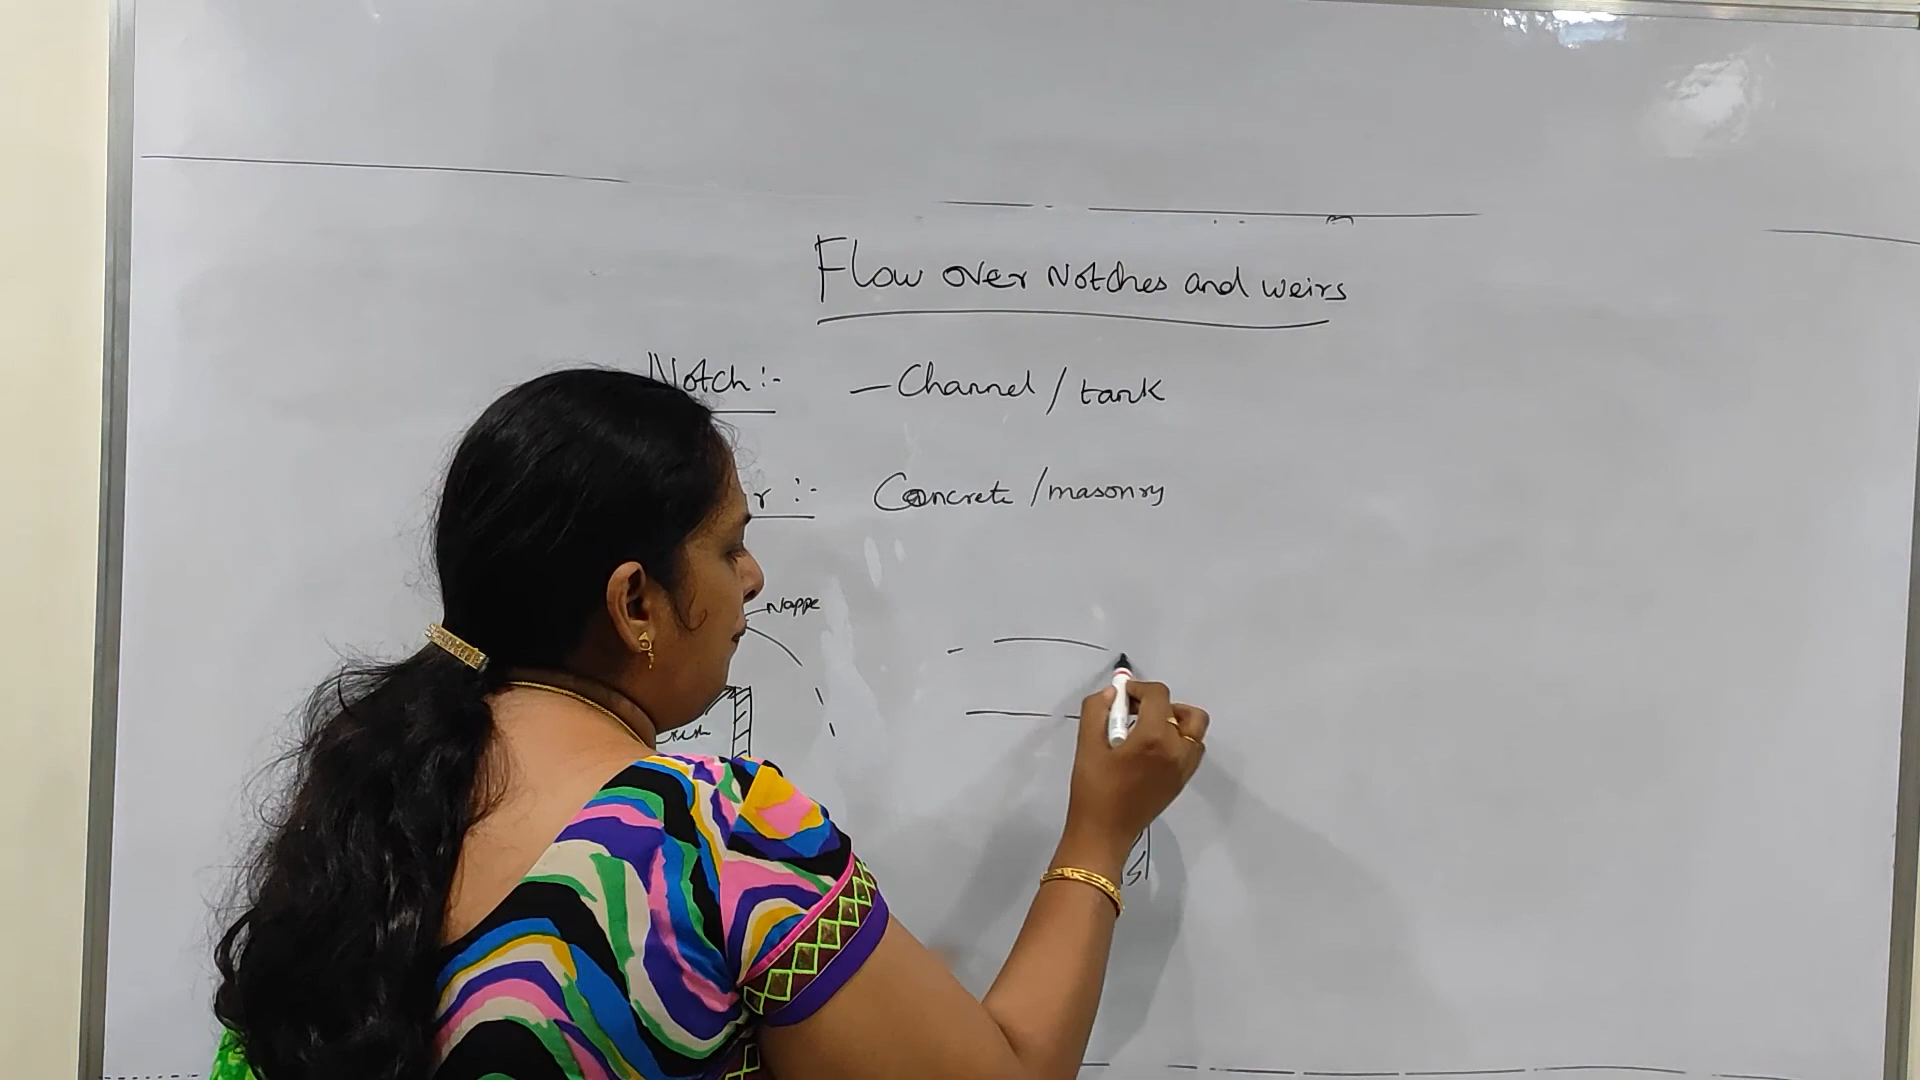 Flow over Notches and weirs
Notch :- – Channel / tank
r :- Concrete / masonry
Nappe